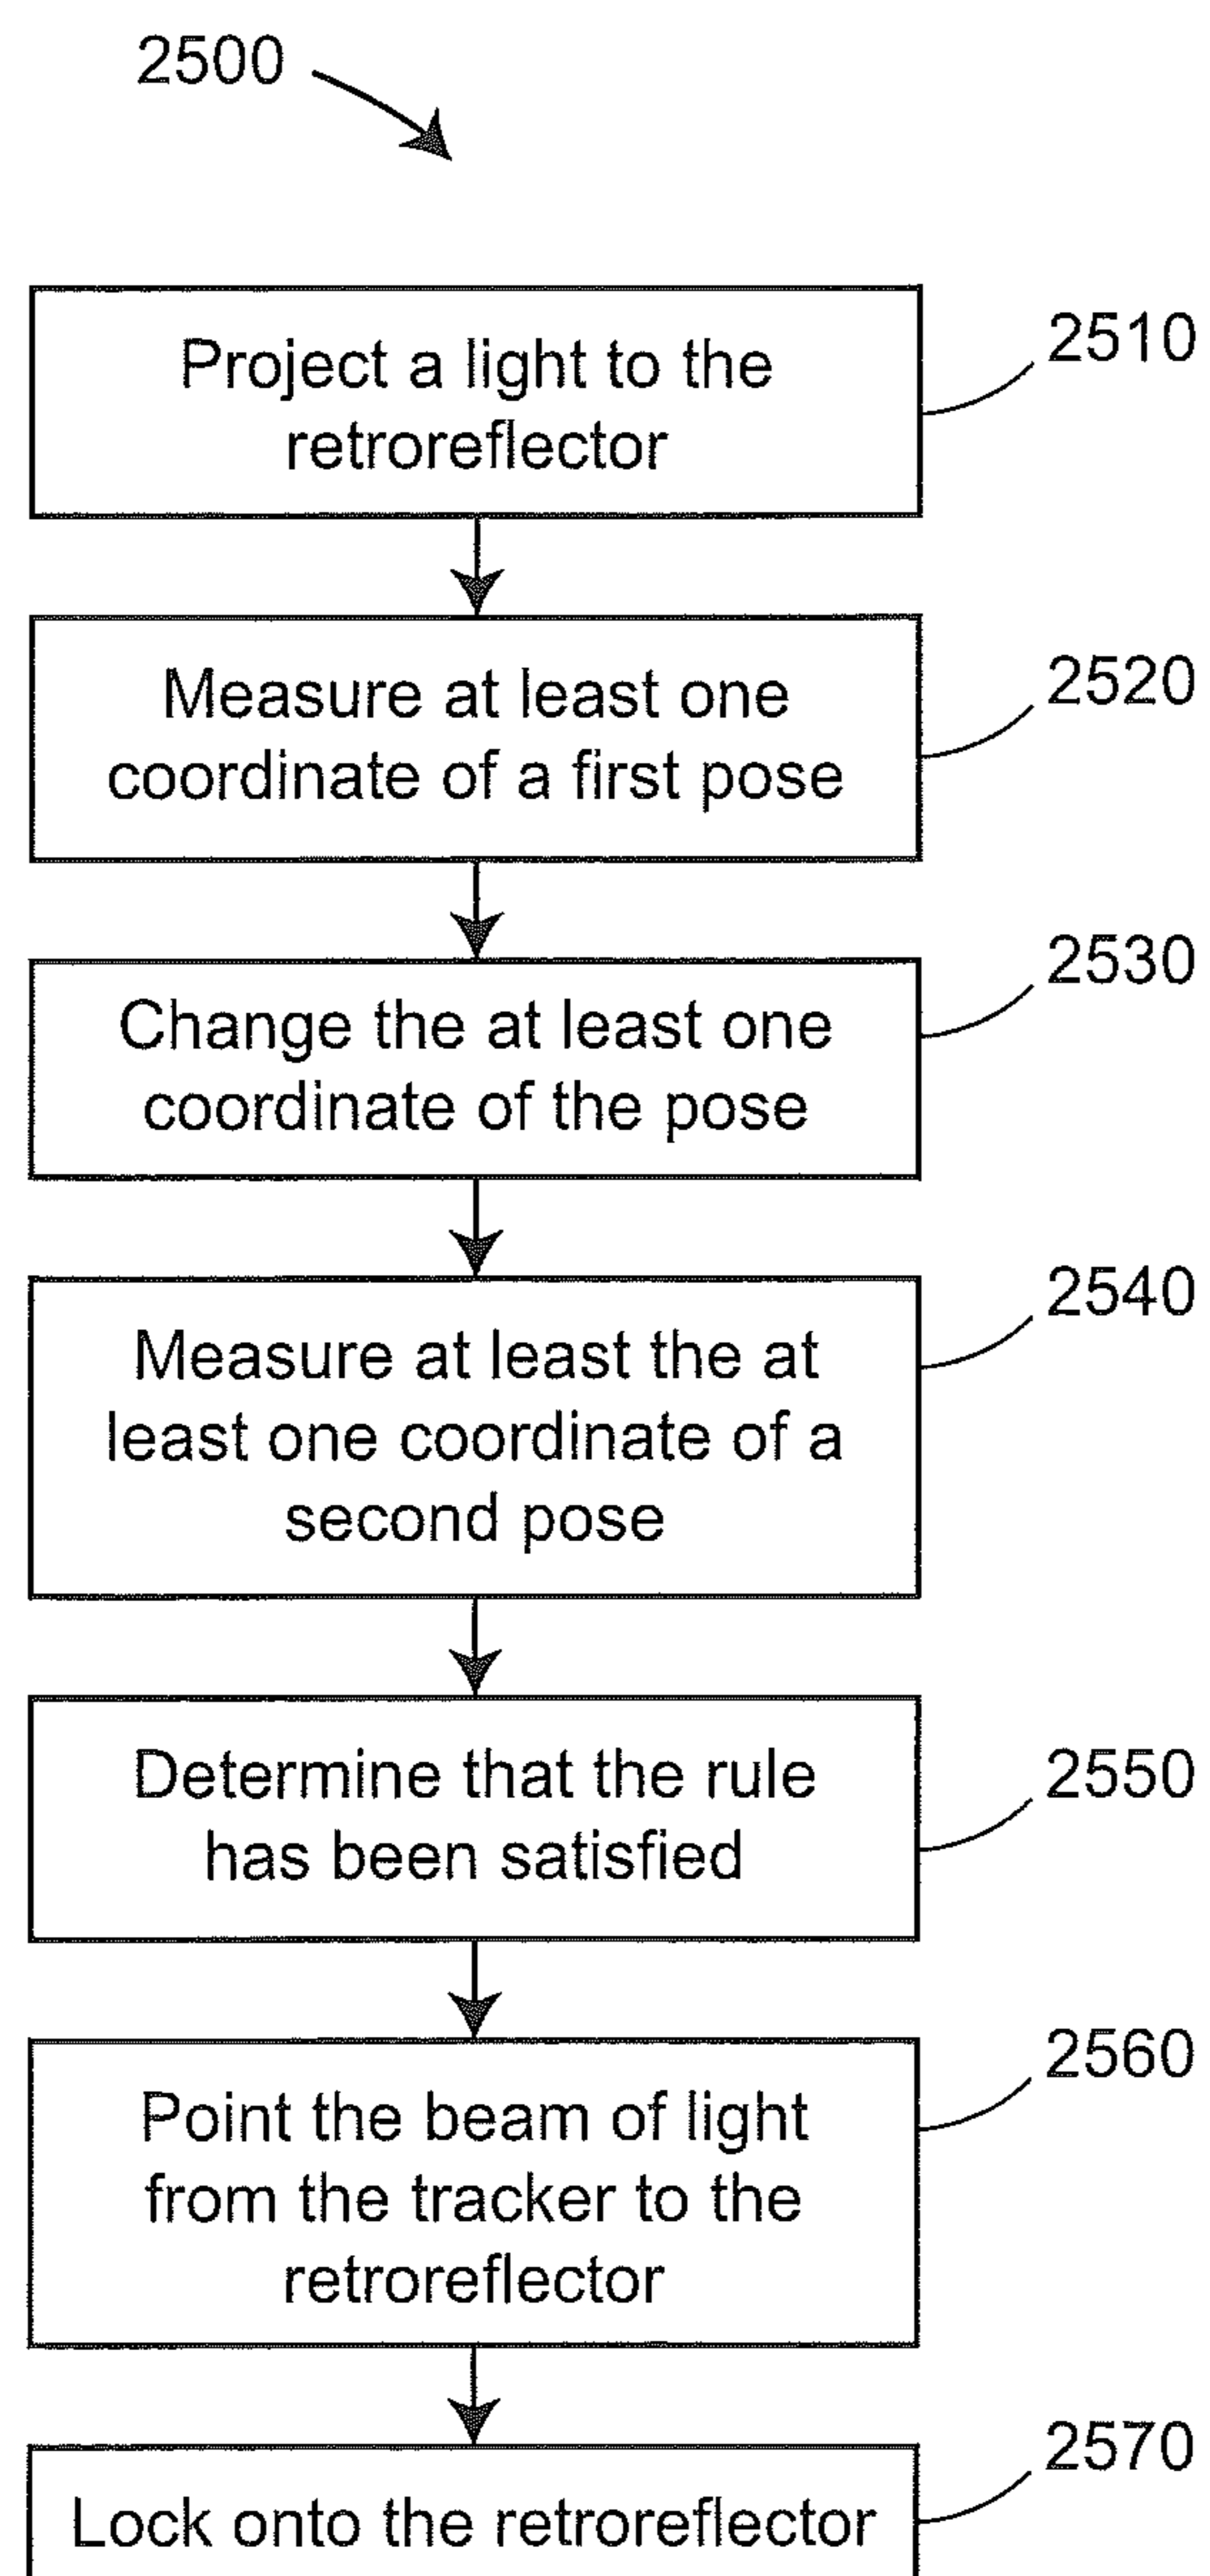 2500
Project a light to the
retroreflector
2510
Measure at least one
coordinate of a first pose
2520
Change the at least one
coordinate of the pose
2530
Measure at least the at
least one coordinate of a
second pose
2540
Determine that the rule
has been satisfied
2550
Point the beam of light
from the tracker to the
retroreflector
2560
Lock onto the retroreflector
2570